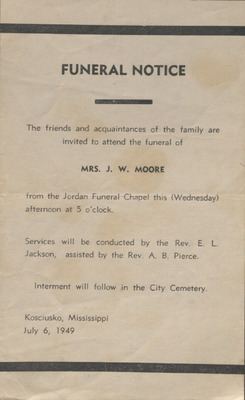 FUNERAL NOTICE
The friends and acquaintances of the family are
invited to attend the funeral of
MRS. J. W. MOORE
from the Jordan Funeral Chapel this (Wednesday)
afternoon at 5 o'clock.
Services will be conducted by the Rev. E. L.
Jackson, assisted by the Rev. A. B. Pierce.
Interment will follow in the City Cemetery.
Kosciusko, Mississippi
July 6, 1949